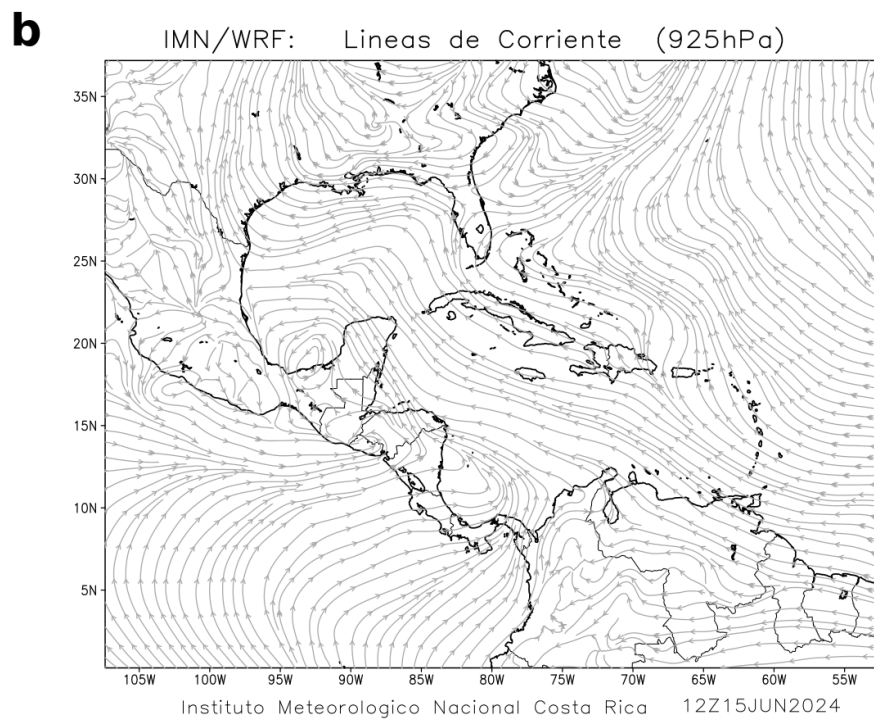 b
IMN/WRF: Lineas de Corriente (925hPa)
35N
30N
25N
20N
15N
10N
5N
105W 100W 95W 90W 85W 80W 75W 70W 65W 60W 55W
Instituto Meteorologico Nacional Costa Rica 12Z15JUN2024